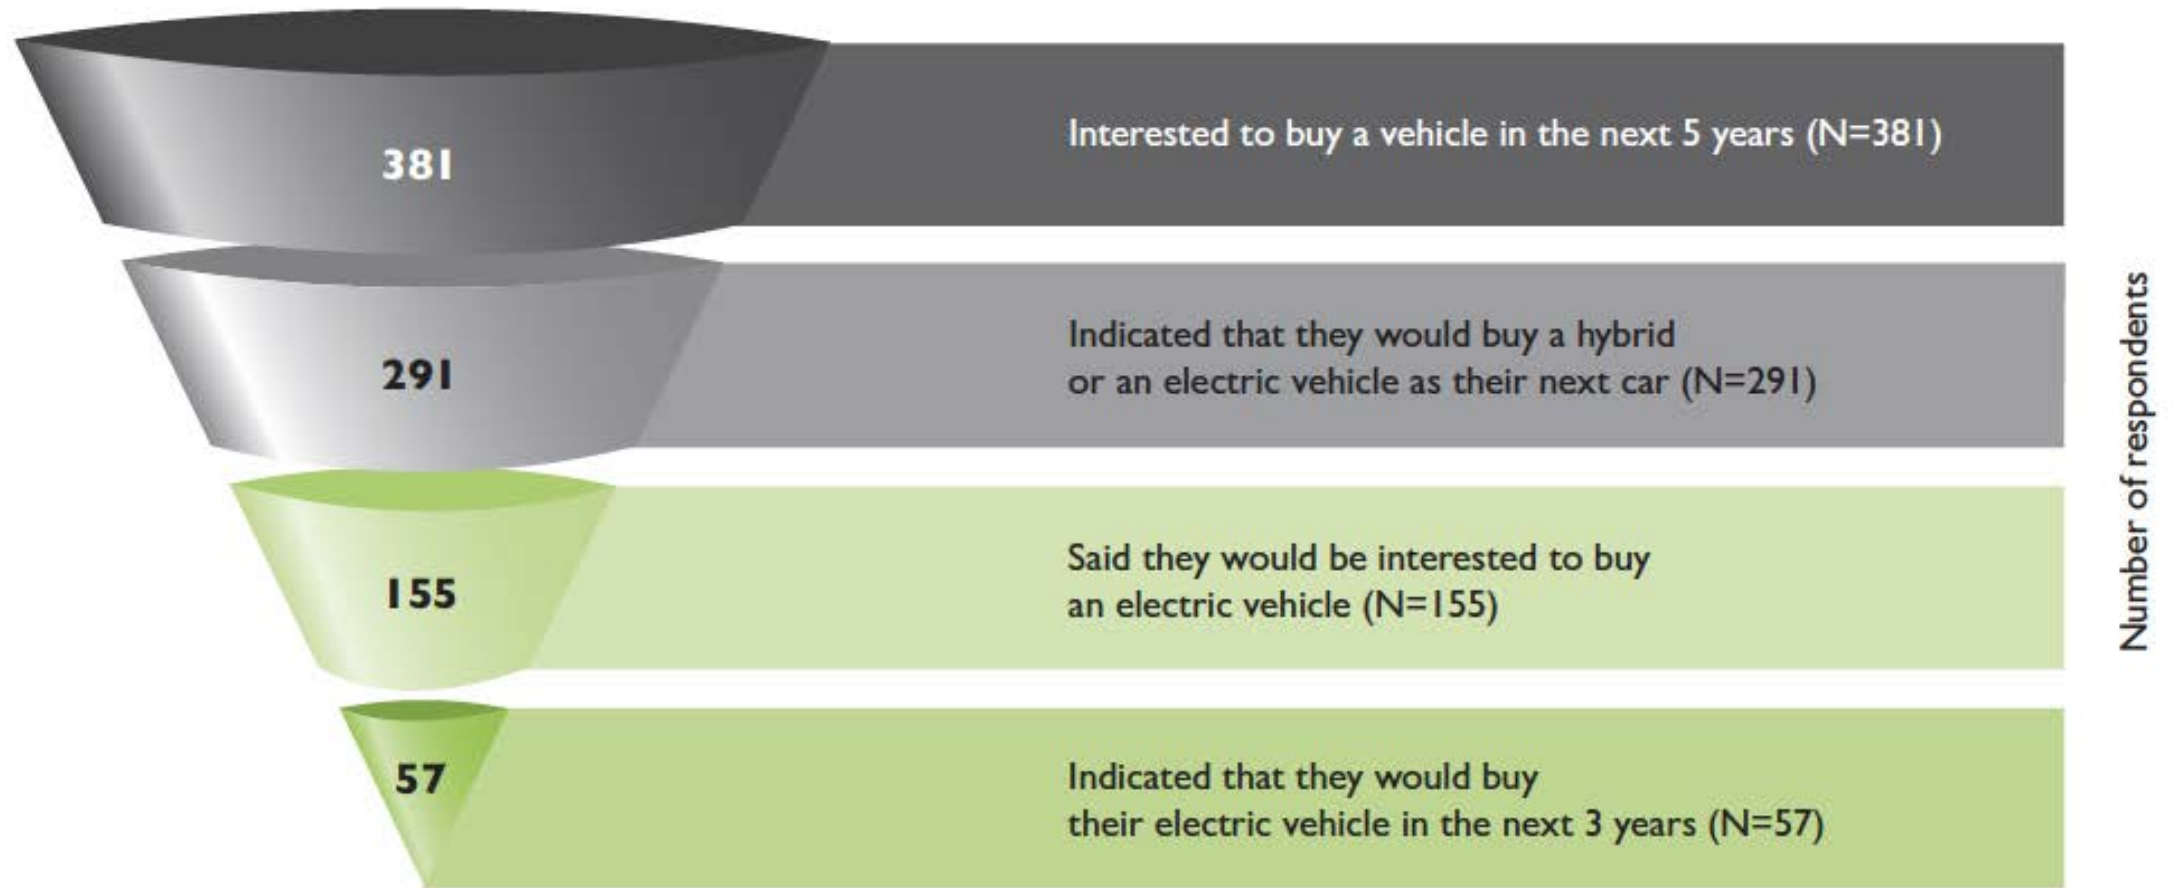 381
Interested to buy a vehicle in the next 5 years (N=381)
291
Indicated that they would buy a hybrid
or an electric vehicle as their next car (N=291)
155
Said they would be interested to buy
an electric vehicle (N=155)
57
Indicated that they would buy
their electric vehicle in the next 3 years (N=57)
Number of respondents